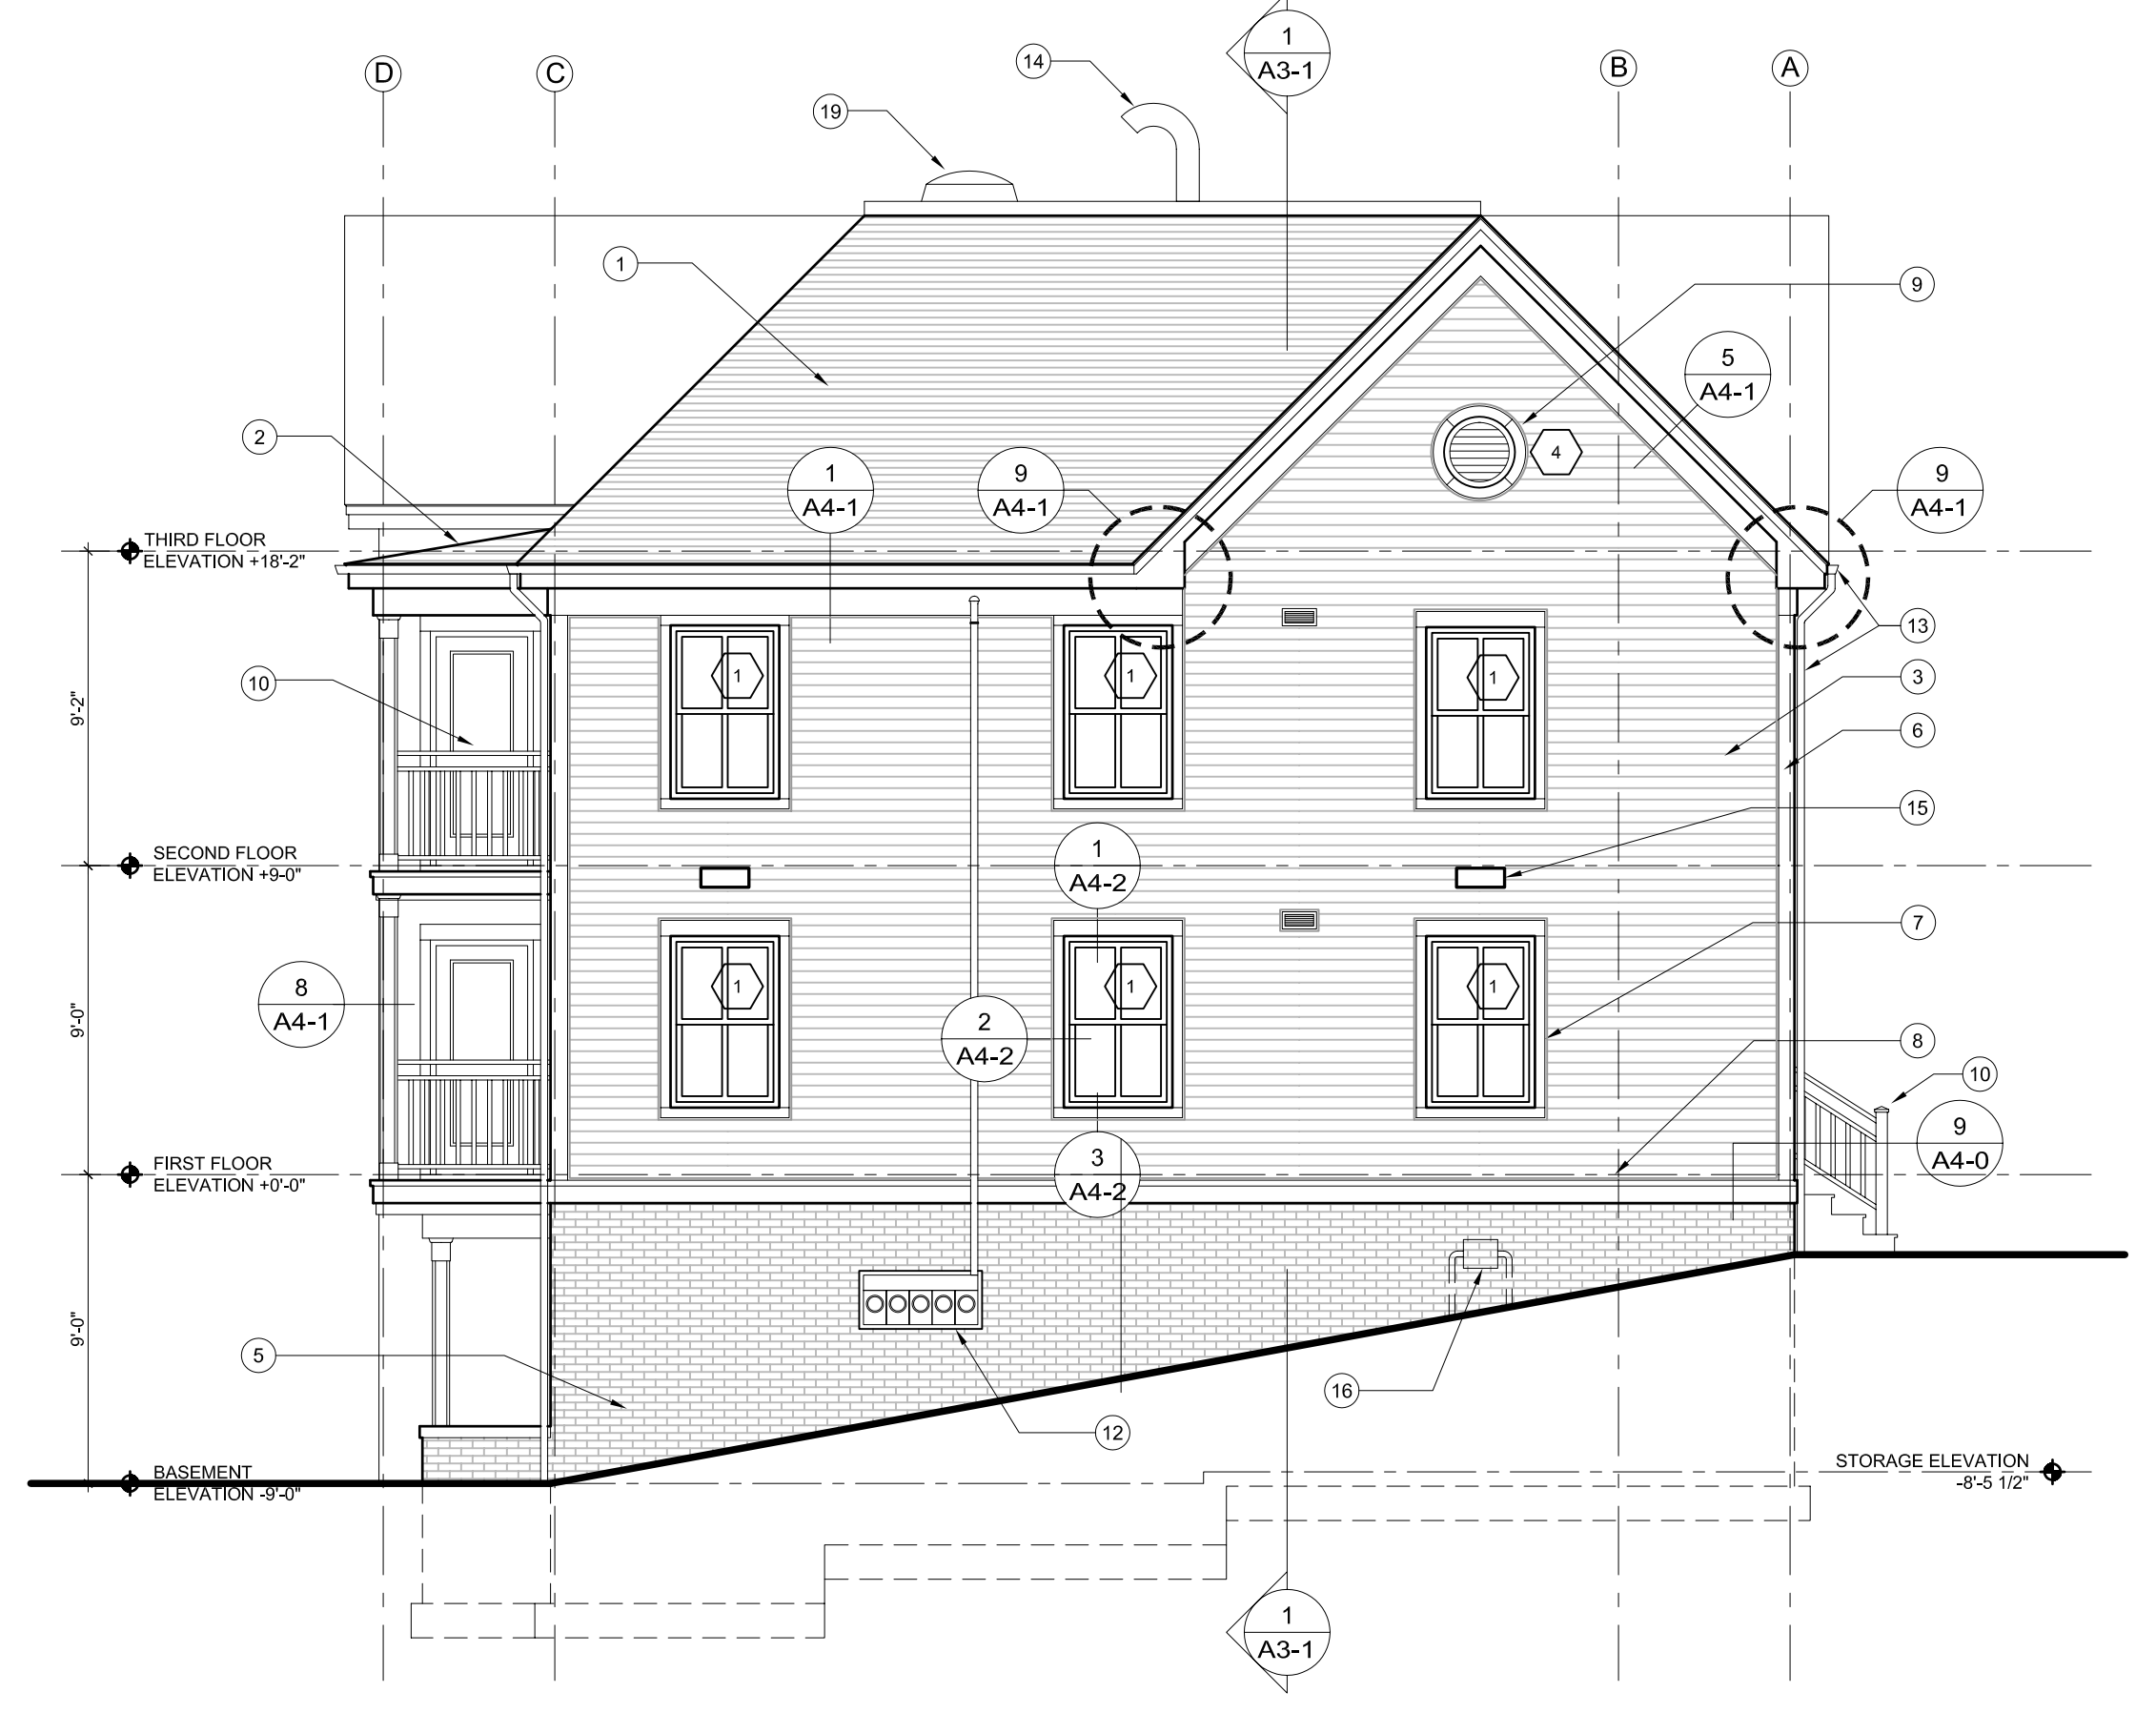 1
A3-1
D
C
14
B
A
19
1
9
5
A4-1
2
1
A4-1
9
A4-1
4
9
A4-1
THIRD FLOOR
ELEVATION +18'-2"
13
1
1
1
3
10
9'-2"
6
15
SECOND FLOOR
ELEVATION +9-0"
1
A4-2
7
8
A4-1
1
1
1
9'-0"
2
A4-2
8
10
9
A4-0
FIRST FLOOR
ELEVATION +0'-0"
3
A4-2
9'-0"
5
16
12
BASEMENT
ELEVATION -9'-0"
STORAGE ELEVATION
-8'-5 1/2"
1
A3-1